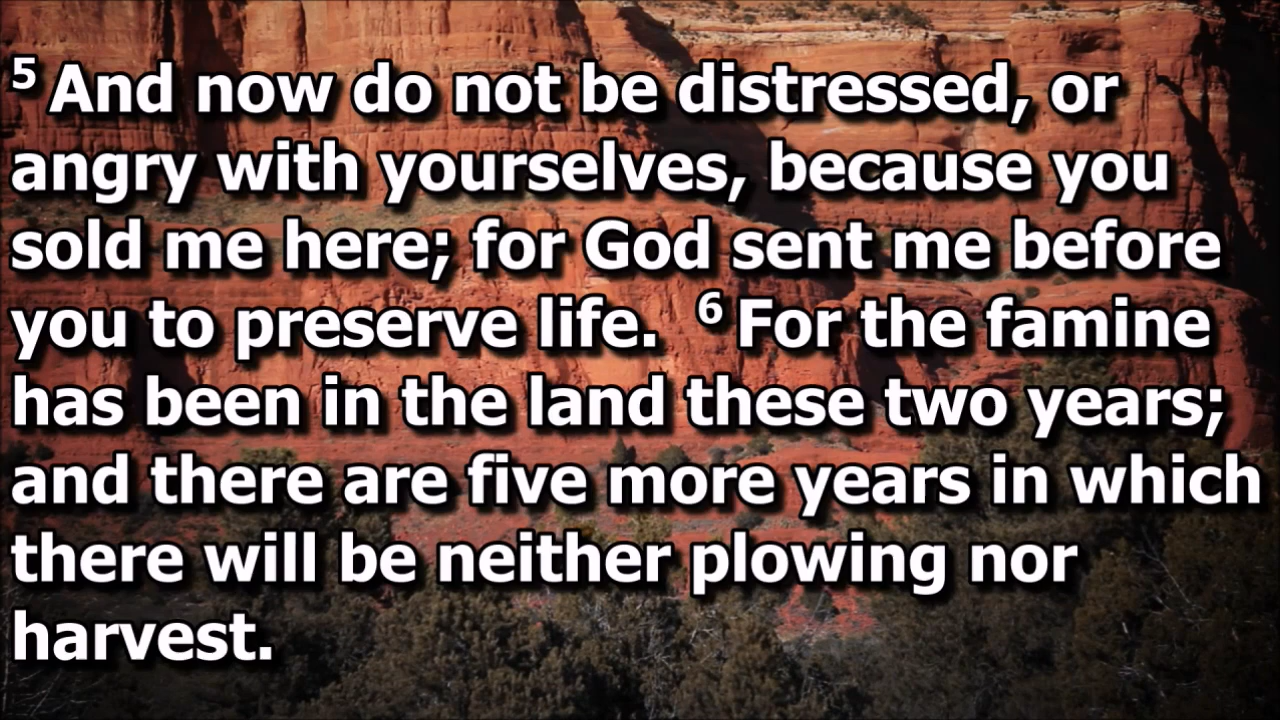 5 And now do not be distressed, or
angry with yourselves, because you
sold me here; for God sent me before
you to preserve life. 6 For the famine
has been in the land these two years;
and there are five more years in which
there will be neither plowing nor
harvest.